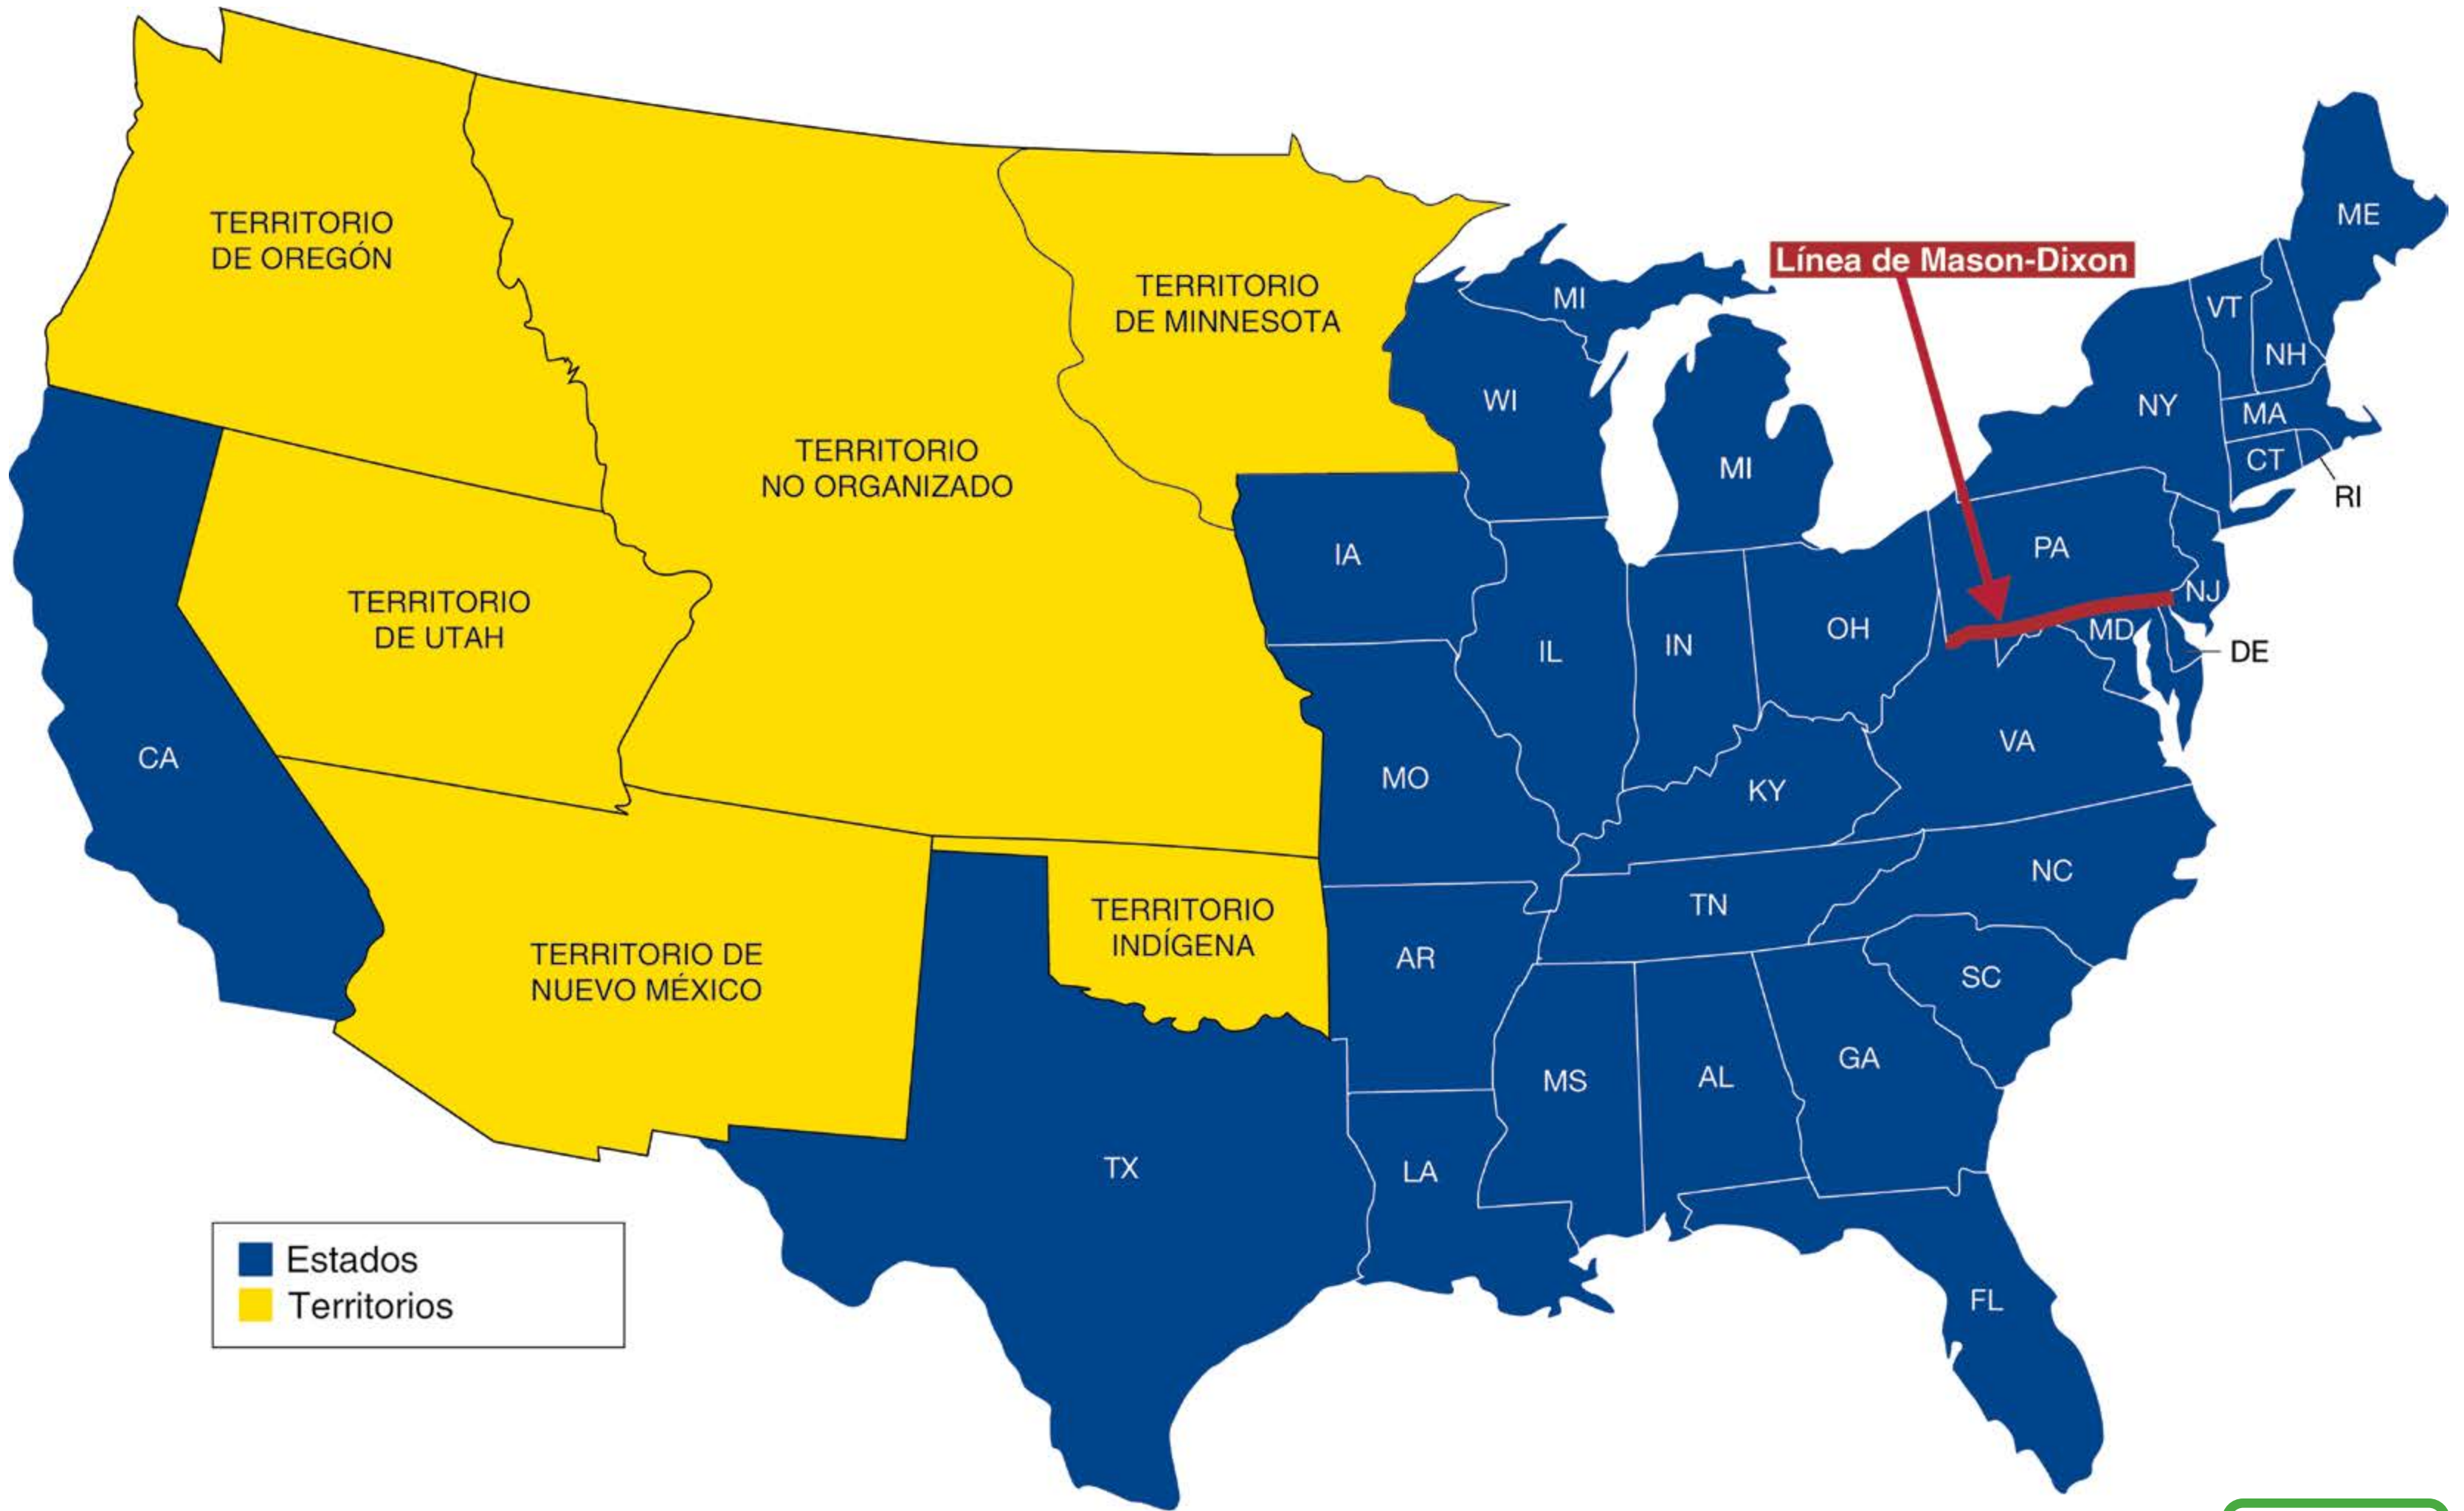 TERRITORIO
DE OREGÓN
TERRITORIO
NO ORGANIZADO
TERRITORIO
DE MINNESOTA
TERRITORIO
DE UTAH
TERRITORIO DE
NUEVO MÉXICO
TERRITORIO
INDÍGENA
Línea de Mason-Dixon
ME
VT
NH
NY
MA
CT
RI
MI
WI
MI
PA
NJ
MD
DE
IA
IL
IN
OH
CA
MO
KY
VA
NC
TN
AR
SC
MS
AL
GA
TX
LA
FL
Estados
Territorios